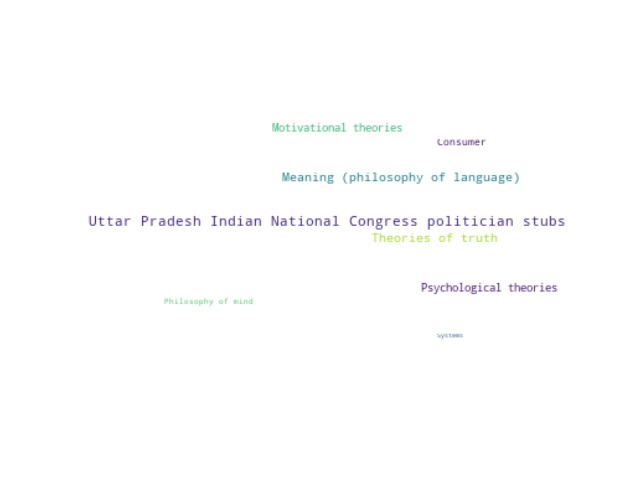 Motivational theories
Consumer
Meaning (philosophy of language)
Uttar Pradesh Indian National Congress politician stubs
Theories of truth
Psychological theories
Philosophy of mind
Systems